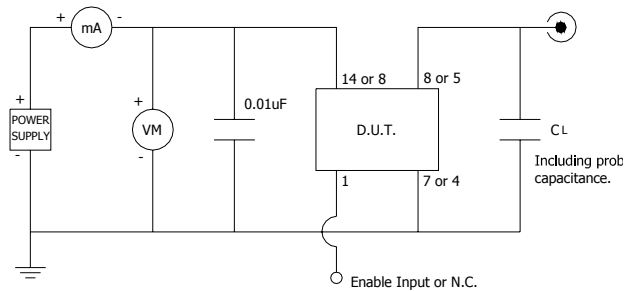 + mA -
14 or 8
8 or 5
0.01uF
+
POWER
SUPPLY
-
+
VM
-
D.U.T.
CL
Including prob
capacitance.
1
7 or 4
Enable Input or N.C.